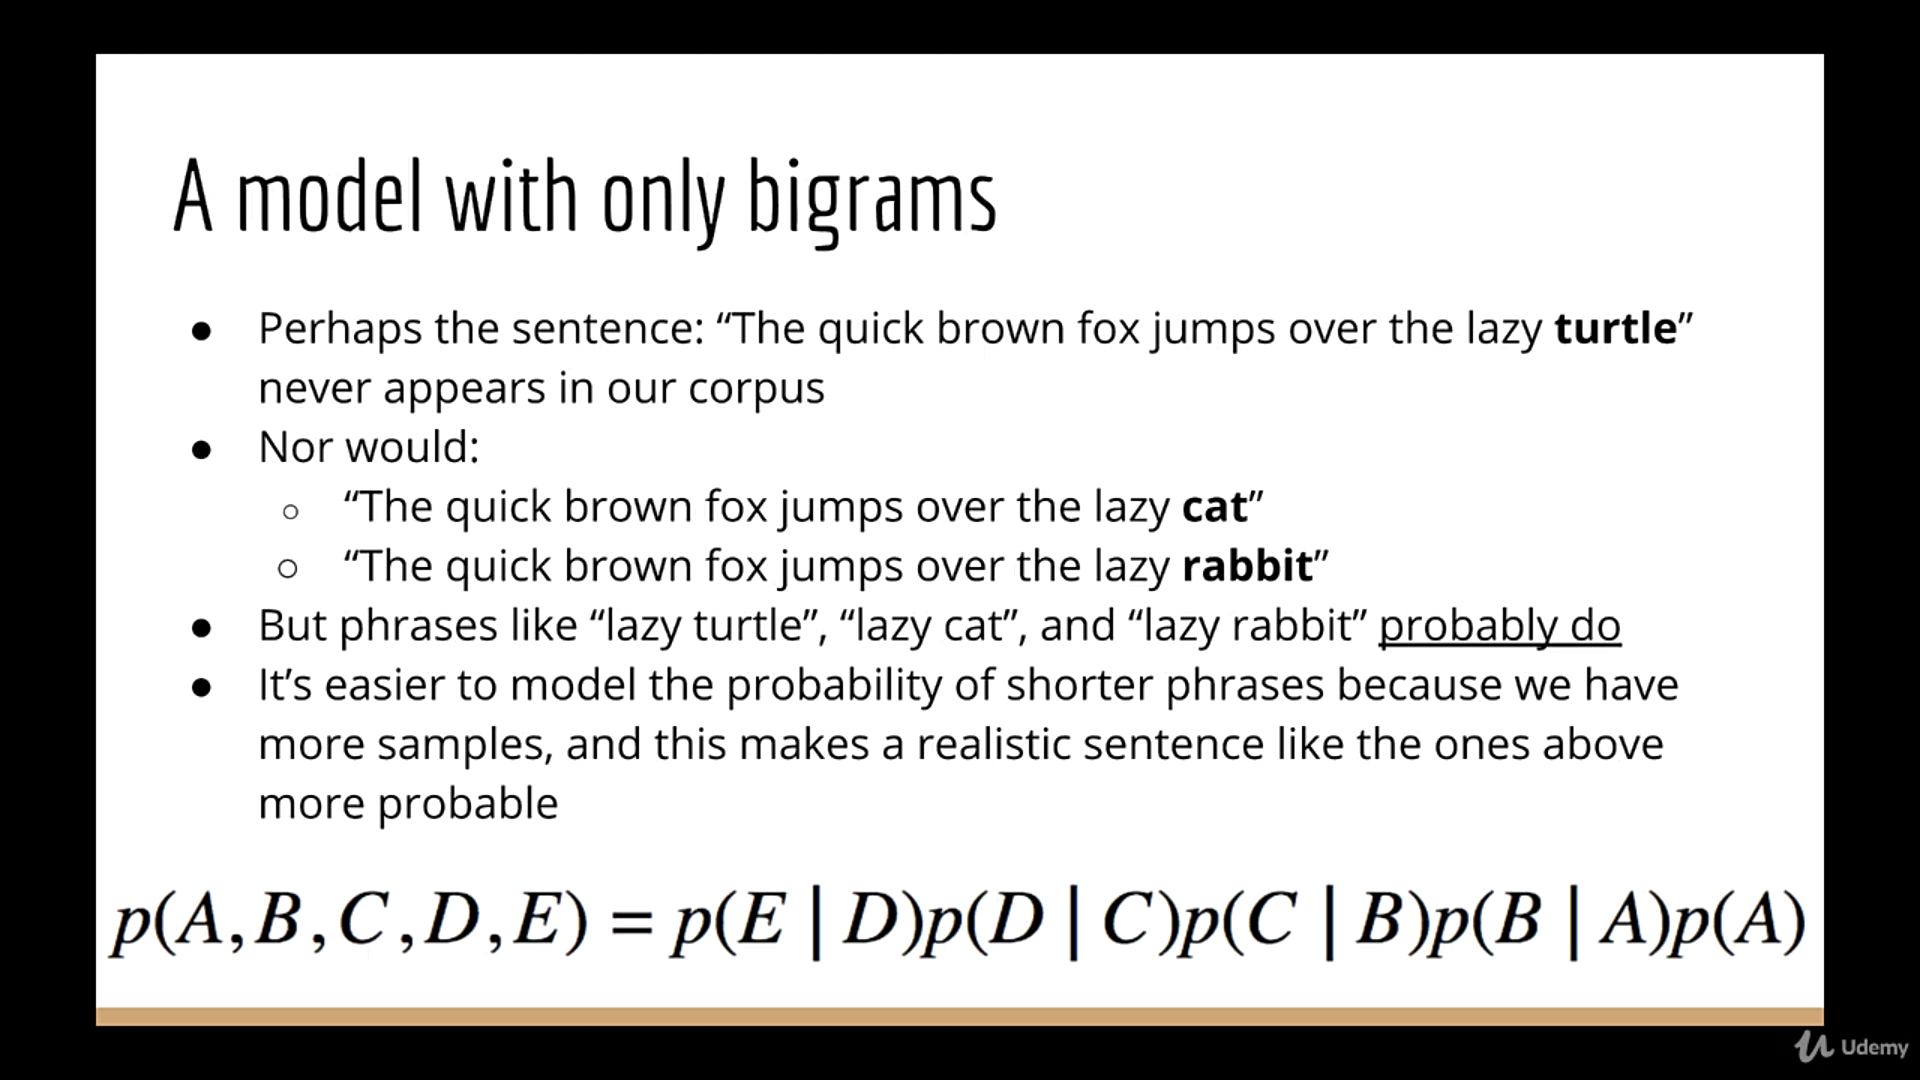 A model with only bigrams
● Perhaps the sentence: “The quick brown fox jumps over the lazy turtle”
never appears in our corpus
● Nor would:
○ “The quick brown fox jumps over the lazy cat”
○ “The quick brown fox jumps over the lazy rabbit”
● But phrases like “lazy turtle”, “lazy cat”, and “lazy rabbit” probably do
● It’s easier to model the probability of shorter phrases because we have
more samples, and this makes a realistic sentence like the ones above
more probable
p(A,B,C,D,E) = p(E | D)p(D | C)p(C | B)p(B | A)p(A)
Udemy